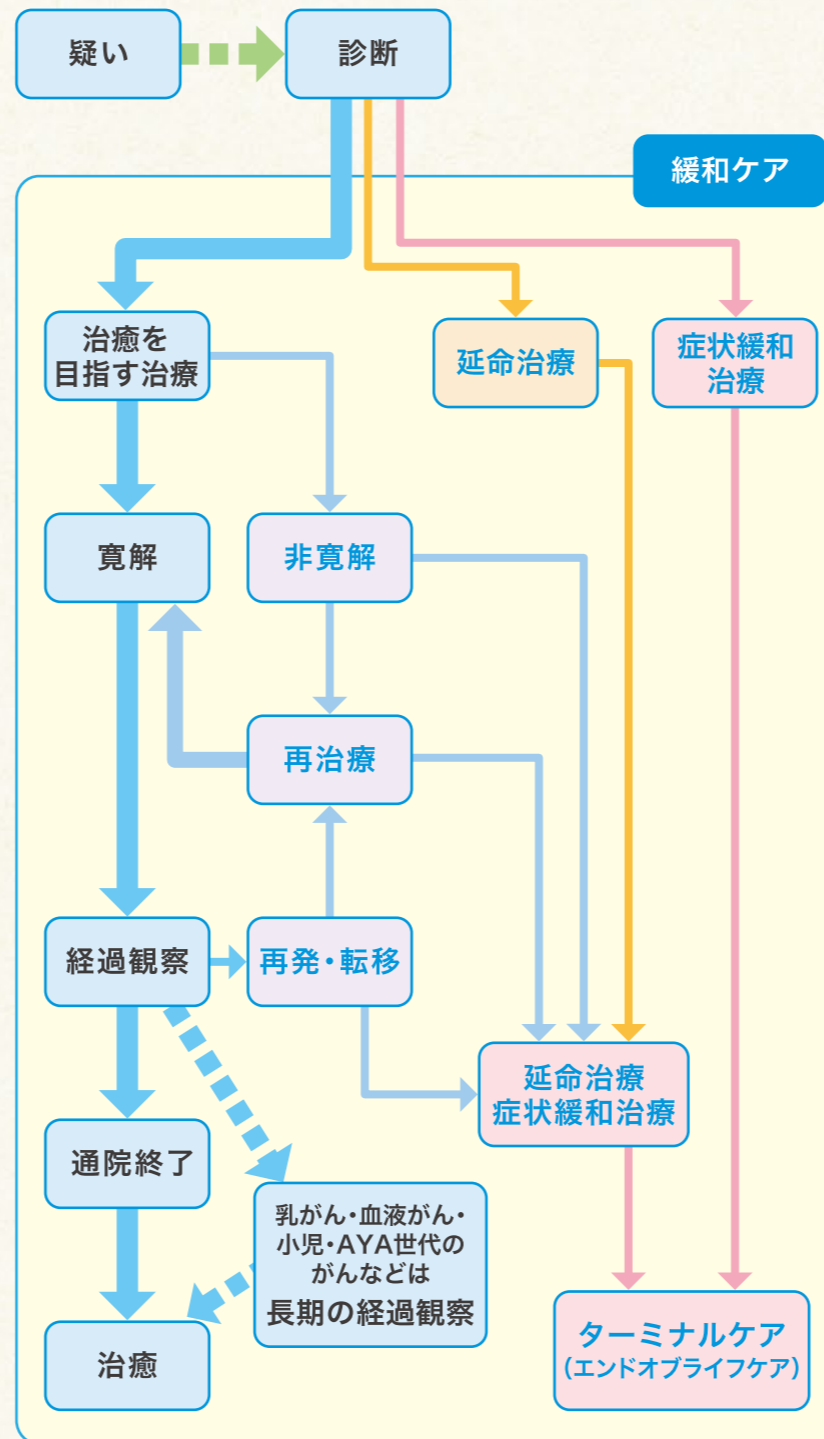 疑い
診断
緩和ケア
治癒を
目指す治療
延命治療
症状緩和
治療
寛解
非寛解
再治療
経過観察
再発・転移
延命治療
症状緩和治療
通院終了
乳がん・血液がん・
小児・AYA世代の
がんなどは
長期の経過観察
治癒
ターミナルケア
(エンドオブライフケア)